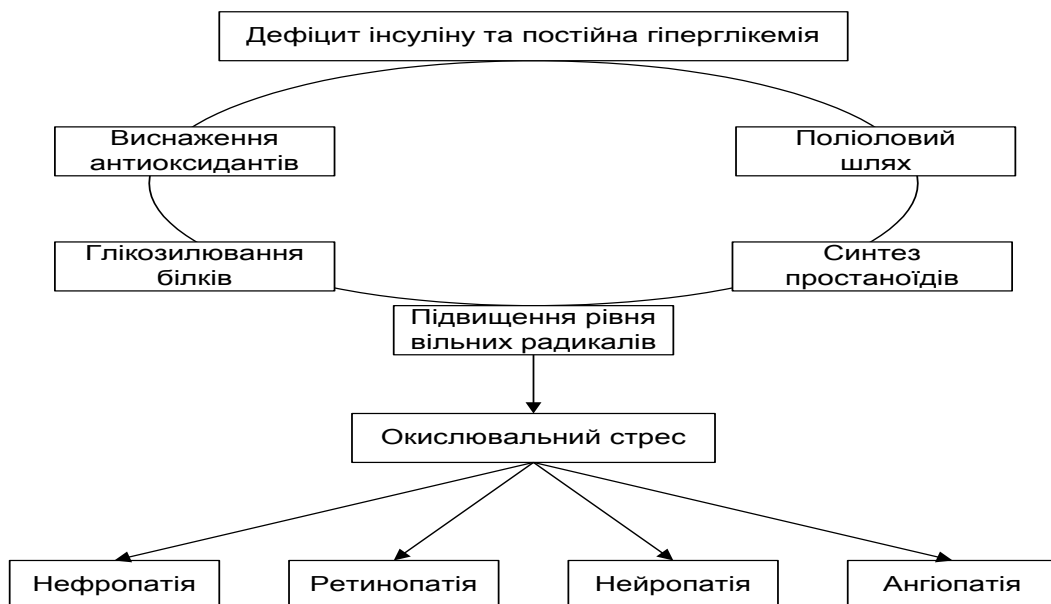 Дефіцит інсуліну та постійна гіперглікемія
Виснаження
антиоксидантів
Поліоловий
шлях
Глікозилювання
білків
Синтез
простаноїдів
Підвищення рівня
вільних радикалів
Окислювальний стрес
Нефропатія
Ретинопатія
Нейропатія
Ангіопатія